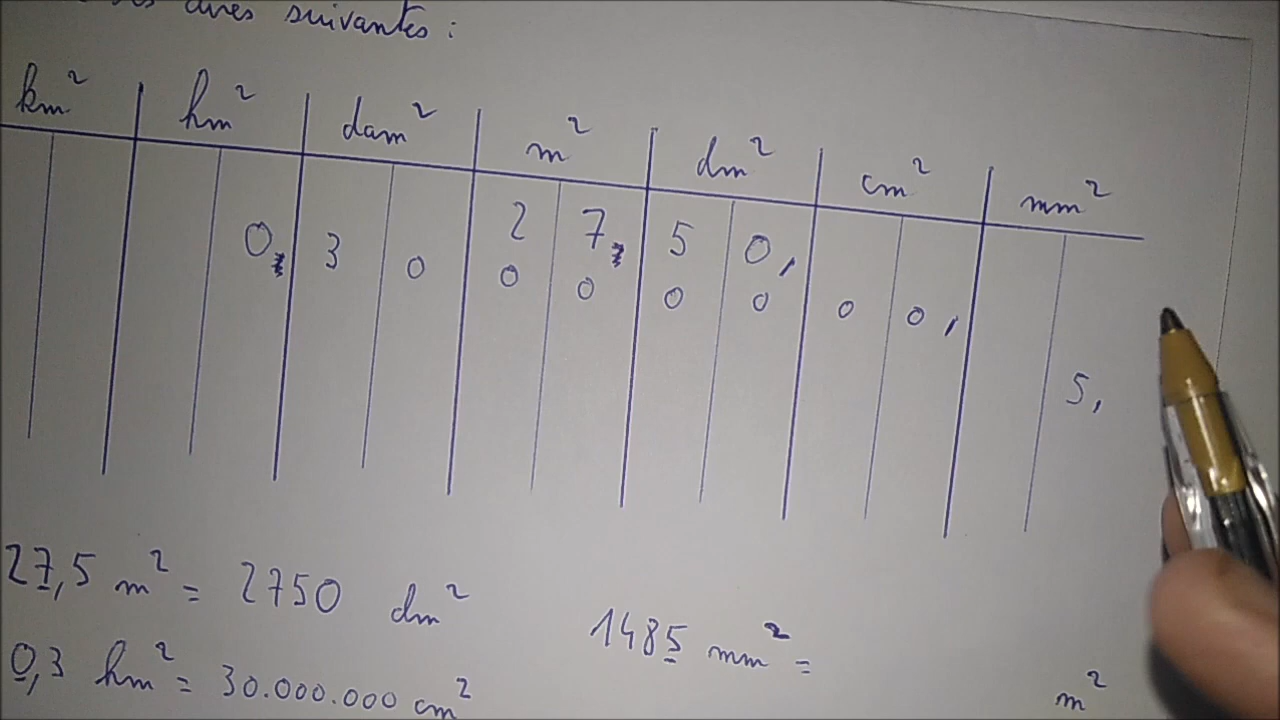 suivantes :
km² hm² dam² m² dm² cm² mm²
2 7 5 0,
0 3 0 0 0 0 0 0 0,
5,
27,5 m² = 2750 dm²
1485 mm² =
m²
0,3 hm² = 30.000.000 cm²